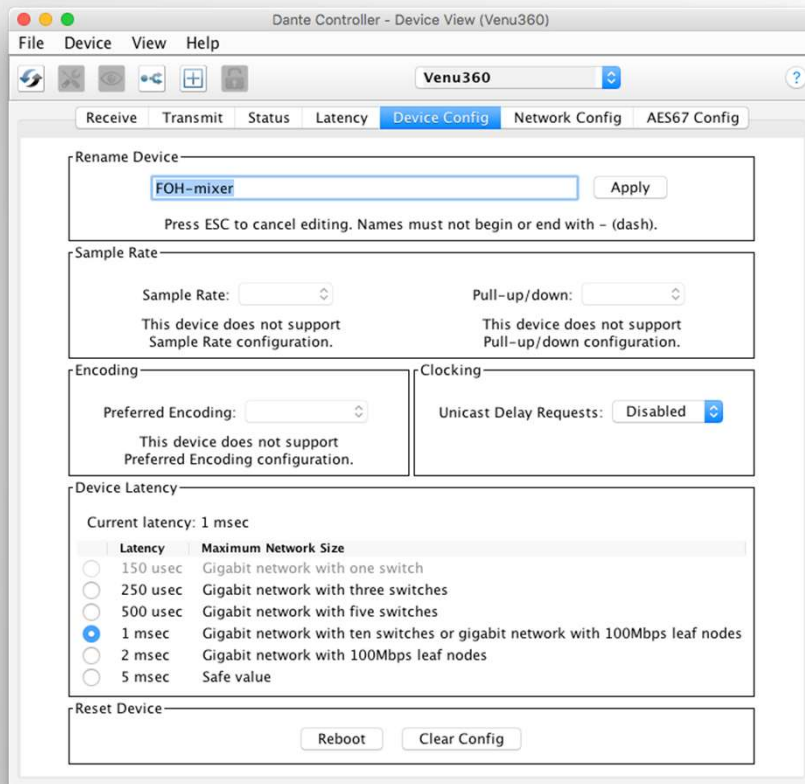 Dante Controller - Device View (Venu360)
File Device View Help
Venu360
?
Receive Transmit Status Latency Device Config Network Config AES67 Config
Rename Device
FOH-mixer Apply
Press ESC to cancel editing. Names must not begin or end with - (dash).
Sample Rate
Sample Rate: Pull-up/down:
This device does not support This device does not support
Sample Rate configuration. Pull-up/down configuration.
Encoding Clocking
Preferred Encoding: Unicast Delay Requests: Disabled
This device does not support
Preferred Encoding configuration.
Device Latency
Current latency: 1 msec
Latency Maximum Network Size
150 usec Gigabit network with one switch
250 usec Gigabit network with three switches
500 usec Gigabit network with five switches
1 msec Gigabit network with ten switches or gigabit network with 100Mbps leaf nodes
2 msec Gigabit network with 100Mbps leaf nodes
5 msec Safe value
Reset Device
Reboot Clear Config